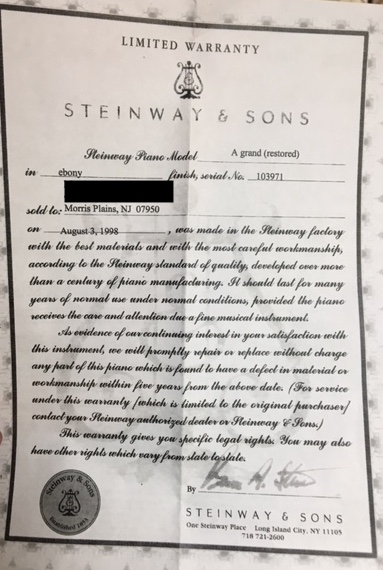 LIMITED WARRANTY
STEINWAY & SONS
Steinway Piano Model A grand (restored)
in ebony finish, serial No. 103971
sold to: Morris Plains, NJ 07950
on August 3, 1998, was made in the Steinway factory
with the best materials and with the most careful workmanship,
according to the Steinway standard of quality, developed over more
than a century of piano manufacturing. It should last for many
years of normal use under normal conditions, provided the piano
receives the care and attention due a fine musical instrument.
As evidence of our continuing interest in your satisfaction with
this instrument, we will promptly repair or replace without charge
any part of this piano which is found to have a defect in material or
workmanship within five years from the above date. (For service
under this warranty (which is limited to the original purchaser)
contact your Steinway authorized dealer or Steinway & Sons.)
This warranty gives you specific legal rights. You may also
have other rights which vary from state to state.
By
Steinway & Sons
Established 1853
STEINWAY & SONS
One Steinway Place Long Island City, NY 11105
718 721-2600